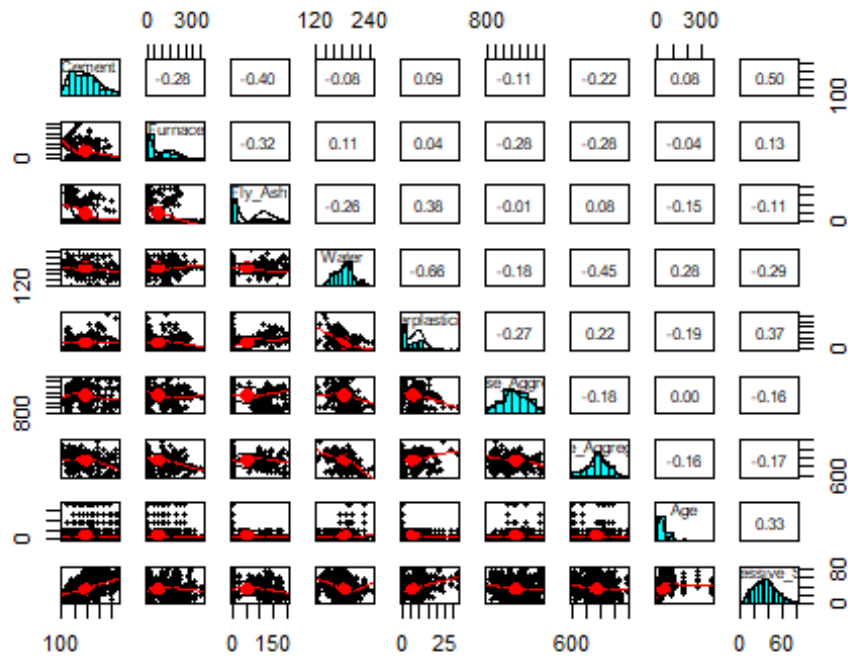 0 300 120 240 800 0 300
Cement -0.28 -0.40 -0.08 0.09 -0.11 -0.22 0.08 0.50 100
0 Furnace -0.32 0.11 0.04 -0.28 -0.28 -0.04 0.13
Fly_Ash -0.26 0.38 -0.01 0.08 -0.15 -0.11 0
120 Water -0.66 -0.18 -0.45 0.28 -0.29
erplastici -0.27 0.22 -0.19 0.37 0
800 se_Aggre -0.18 0.00 -0.16
e_Aggreg -0.16 -0.17 600
0 Age 0.33
essive_S 0 80
100 0 150 0 25 600 0 60